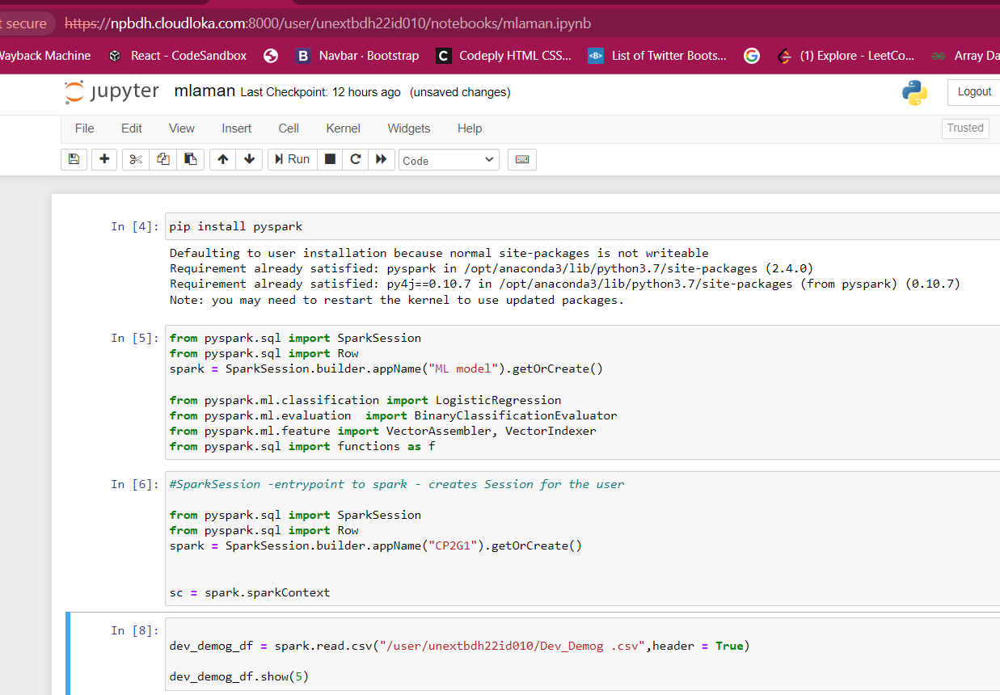 t secure https://npbdh.cloudloka.com:8000/user/unextbdh22id010/notebooks/mlaman.ipynb
Wayback Machine React - CodeSandbox B Navbar · Bootstrap C Codeply HTML CSS... <B> List of Twitter Boots... G (1) Explore - LeetCo... Array Da
jupyter mlaman Last Checkpoint: 12 hours ago (unsaved changes) Logout
File Edit View Insert Cell Kernel Widgets Help Trusted
Run Code
In [4]: pip install pyspark
Defaulting to user installation because normal site-packages is not writeable
Requirement already satisfied: pyspark in /opt/anaconda3/lib/python3.7/site-packages (2.4.0)
Requirement already satisfied: py4j==0.10.7 in /opt/anaconda3/lib/python3.7/site-packages (from pyspark) (0.10.7)
Note: you may need to restart the kernel to use updated packages.
In [5]: from pyspark.sql import SparkSession
from pyspark.sql import Row
spark = SparkSession.builder.appName("ML model").getOrCreate()
from pyspark.ml.classification import LogisticRegression
from pyspark.ml.evaluation  import BinaryClassificationEvaluator
from pyspark.ml.feature import VectorAssembler, VectorIndexer
from pyspark.sql import functions as f
In [6]: #SparkSession -entrypoint to spark - creates Session for the user
from pyspark.sql import SparkSession
from pyspark.sql import Row
spark = SparkSession.builder.appName("CP2G1").getOrCreate()
sc = spark.sparkContext
In [8]:
dev_demog_df = spark.read.csv("/user/unextbdh22id010/Dev_Demog .csv",header = True)
dev_demog_df.show(5)